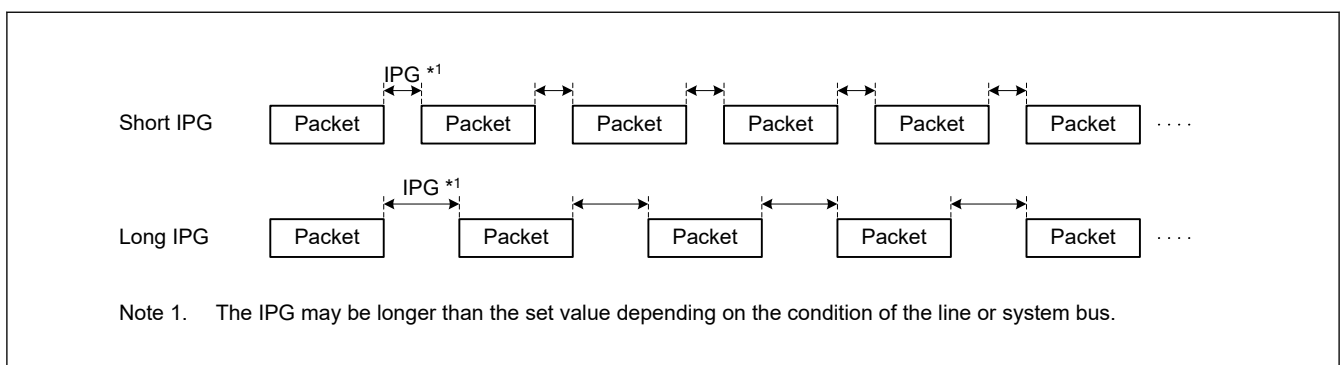 IPG *1
Short IPG Packet Packet Packet Packet Packet Packet ....
IPG *1
Long IPG Packet Packet Packet Packet Packet ....
Note 1. The IPG may be longer than the set value depending on the condition of the line or system bus.